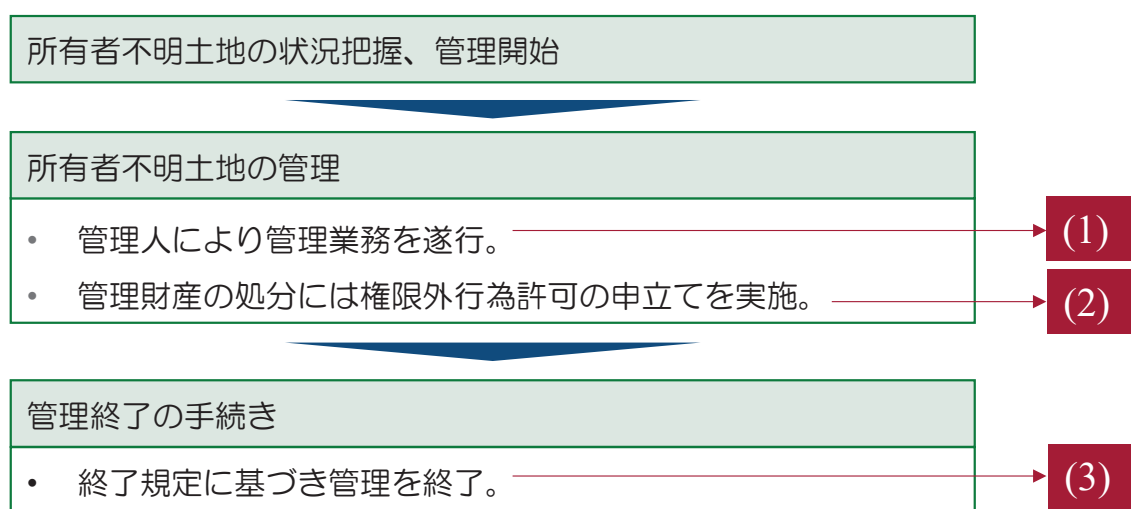 所有者不明土地の状況把握、管理開始
所有者不明土地の管理
• 管理人により管理業務を遂行。
(1)
• 管理財産の処分には権限外行為許可の申立てを実施。
(2)
管理終了の手続き
• 終了規定に基づき管理を終了。
(3)